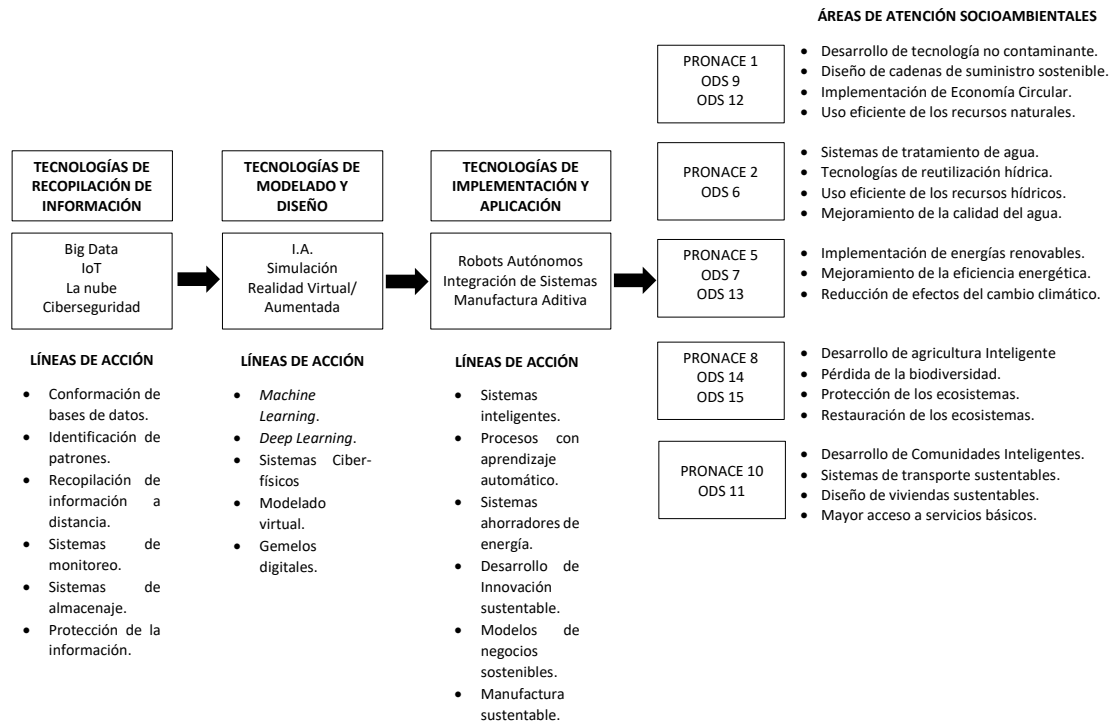 TECNOLOGÍAS DE
RECOPILACIÓN DE
INFORMACIÓN
Big Data
IoT
La nube
Ciberseguridad
LÍNEAS DE ACCIÓN
• Conformación de
bases de datos.
• Identificación de
patrones.
• Recopilación de
información a
distancia.
• Sistemas de
monitoreo.
• Sistemas de
almacenaje.
• Protección de la
información.
TECNOLOGÍAS DE
MODELADO Y
DISEÑO
I.A.
Simulación
Realidad Virtual/
Aumentada
LÍNEAS DE ACCIÓN
• Machine
Learning.
• Deep Learning.
• Sistemas Ciber-
físicos
• Modelado
virtual.
• Gemelos
digitales.
TECNOLOGÍAS DE
IMPLEMENTACIÓN Y
APLICACIÓN
Robots Autónomos
Integración de Sistemas
Manufactura Aditiva
LÍNEAS DE ACCIÓN
• Sistemas
inteligentes.
• Procesos con
aprendizaje
automático.
• Sistemas
ahorradores de
energía.
• Desarrollo de
Innovación
sustentable.
• Modelos de
negocios
sostenibles.
• Manufactura
sustentable.
ÁREAS DE ATENCIÓN SOCIOAMBIENTALES
PRONACE 1
ODS 9
ODS 12
• Desarrollo de tecnología no contaminante.
• Diseño de cadenas de suministro sostenible.
• Implementación de Economía Circular.
• Uso eficiente de los recursos naturales.
PRONACE 2
ODS 6
• Sistemas de tratamiento de agua.
• Tecnologías de reutilización hídrica.
• Uso eficiente de los recursos hídricos.
• Mejoramiento de la calidad del agua.
PRONACE 5
ODS 7
ODS 13
• Implementación de energías renovables.
• Mejoramiento de la eficiencia energética.
• Reducción de efectos del cambio climático.
PRONACE 8
ODS 14
ODS 15
• Desarrollo de agricultura Inteligente
• Pérdida de la biodiversidad.
• Protección de los ecosistemas.
• Restauración de los ecosistemas.
PRONACE 10
ODS 11
• Desarrollo de Comunidades Inteligentes.
• Sistemas de transporte sustentables.
• Diseño de viviendas sustentables.
• Mayor acceso a servicios básicos.